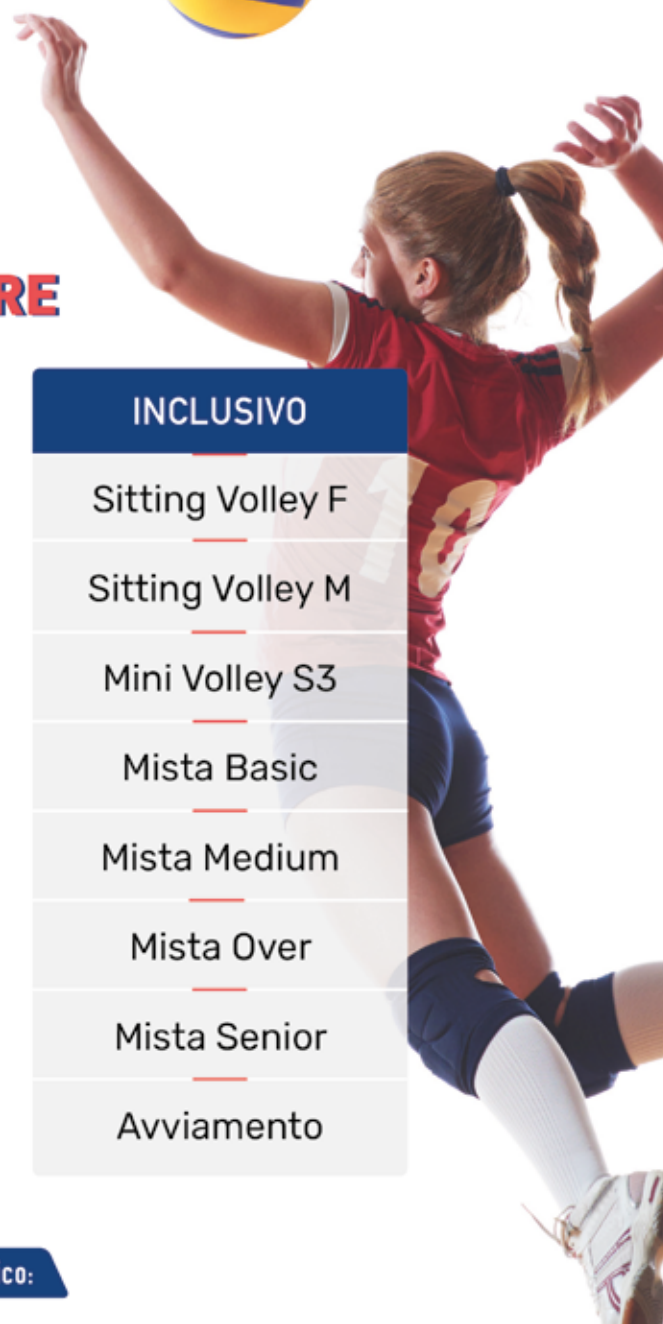 RE
INCLUSIVO
Sitting Volley F
Sitting Volley M
Mini Volley S3
Mista Basic
Mista Medium
Mista Over
Mista Senior
Avviamento
CO:
10